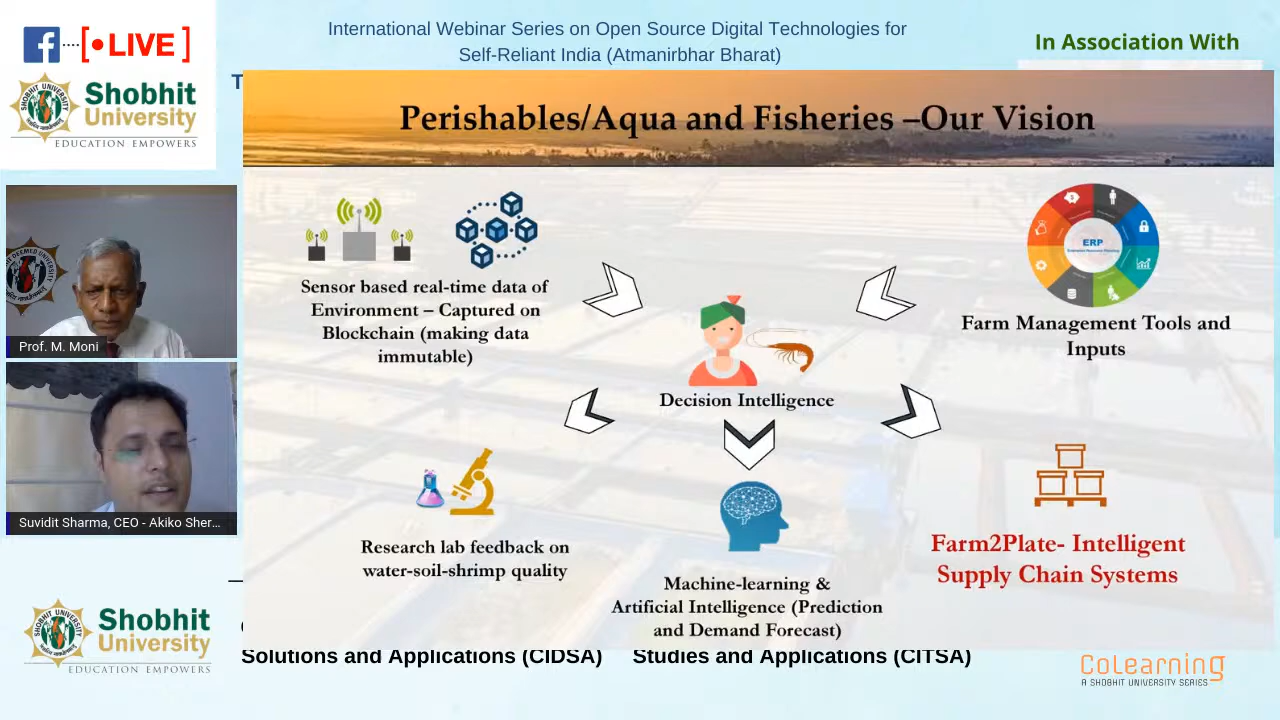 International Webinar Series on Open Source Digital Technologies for
Self-Reliant India (Atmanirbhar Bharat)
In Association With
LIVE
T
Shobhit
University
EDUCATION EMPOWERS
Perishables/Aqua and Fisheries –Our Vision
Sensor based real-time data of
Environment – Captured on
Blockchain (making data
immutable)
ERP
Farm Management Tools and
Inputs
Decision Intelligence
Prof. M. Moni
Suvidit Sharma, CEO - Akiko Sher...
Research lab feedback on
water-soil-shrimp quality
Machine-learning &
Artificial Intelligence (Prediction
and Demand Forecast)
Farm2Plate- Intelligent
Supply Chain Systems
Shobhit
University
EDUCATION EMPOWERS
Solutions and Applications (CIDSA) Studies and Applications (CITSA)
CoLearning
A SHOBHIT UNIVERSITY SERIES